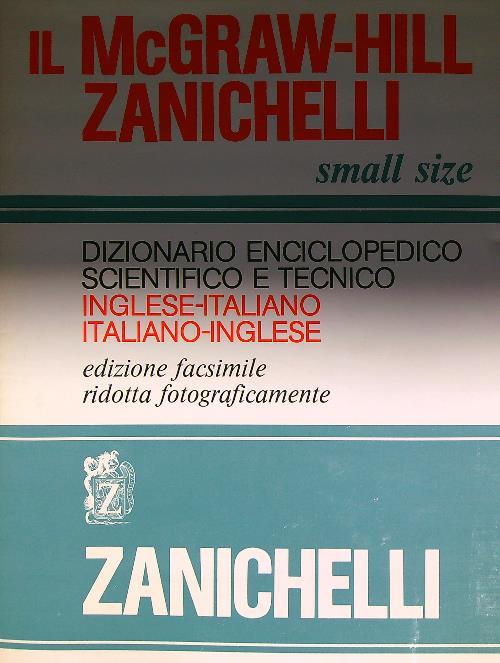 IL McGRAW-HILL
ZANICHELLI
small size
DIZIONARIO ENCICLOPEDICO
SCIENTIFICO E TECNICO
INGLESE-ITALIANO
ITALIANO-INGLESE
edizione facsimile
ridotta fotograficamente
Z
ZANICHELLI